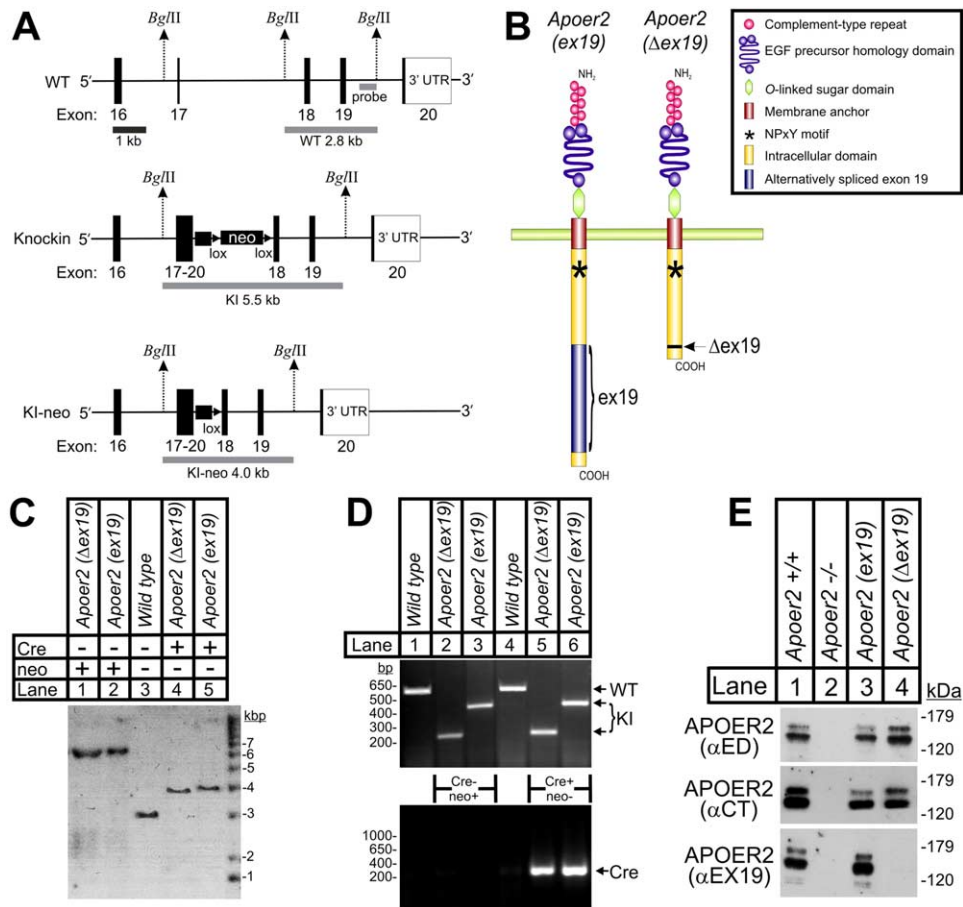 A
BglII BglII BglII
WT 5′ 3′ UTR 3′
probe
Exon: 16 17 18 19 20
1 kb WT 2.8 kb
BglII BglII
Knockin 5′ neo 3′ UTR 3′
lox lox
Exon: 16 17-20 18 19 20
KI 5.5 kb
BglII BglII
KI-neo 5′ 3′ UTR 3′
lox
Exon: 16 17-20 18 19 20
KI-neo 4.0 kb
B
Apoer2 (ex19) Apoer2 (Δex19)
NH2 NH2
* *
Δex19
COOH
ex19
COOH
Complement-type repeat
EGF precursor homology domain
O-linked sugar domain
Membrane anchor
* NPxY motif
Intracellular domain
Alternatively spliced exon 19
C
Apoer2 (Δex19) Apoer2 (ex19) Wild type Apoer2 (Δex19) Apoer2 (ex19)
Cre - - - + +
neo + + - - -
Lane 1 2 3 4 5
kbp
-7
-6
-5
-4
-3
-2
-1
D
Wild type Apoer2 (Δex19) Apoer2 (ex19) Wild type Apoer2 (Δex19) Apoer2 (ex19)
Lane 1 2 3 4 5 6
bp
650-
500-
400-
300-
200-
WT
KI
Cre- neo+ Cre+ neo-
1000-
650-
400-
200-
Cre
E
Apoer2 +/+ Apoer2 -/- Apoer2 (ex19) Apoer2 (Δex19)
Lane 1 2 3 4 kDa
APOER2 (αED) -179 -120
APOER2 (αCT) -179 -120
APOER2 (αEX19) -179 -120